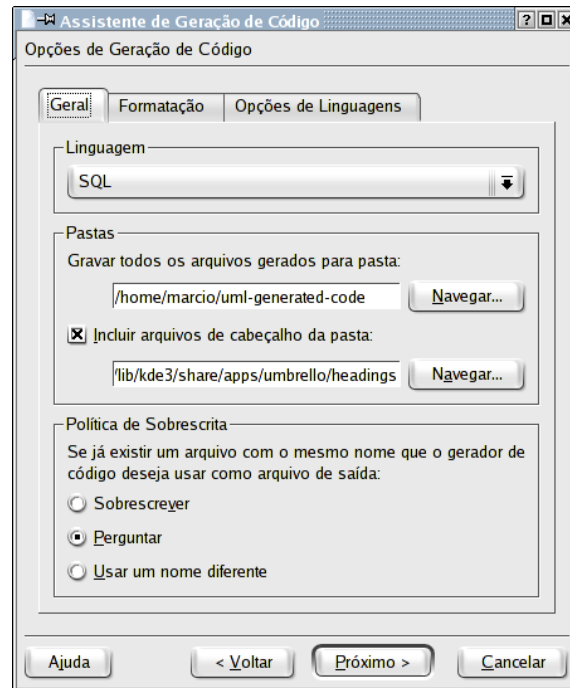 Assistente de Geração de Código
Opções de Geração de Código
Geral Formatação Opções de Linguagens
Linguagem
SQL
Pastas
Gravar todos os arquivos gerados para pasta:
/home/marcio/uml-generated-code Navegar...
Incluir arquivos de cabeçalho da pasta:
/lib/kde3/share/apps/umbrello/headings Navegar...
Política de Sobrescrita
Se já existir um arquivo com o mesmo nome que o gerador de
código deseja usar como arquivo de saída:
Sobrescrever
Perguntar
Usar um nome diferente
Ajuda < Voltar Próximo > Cancelar